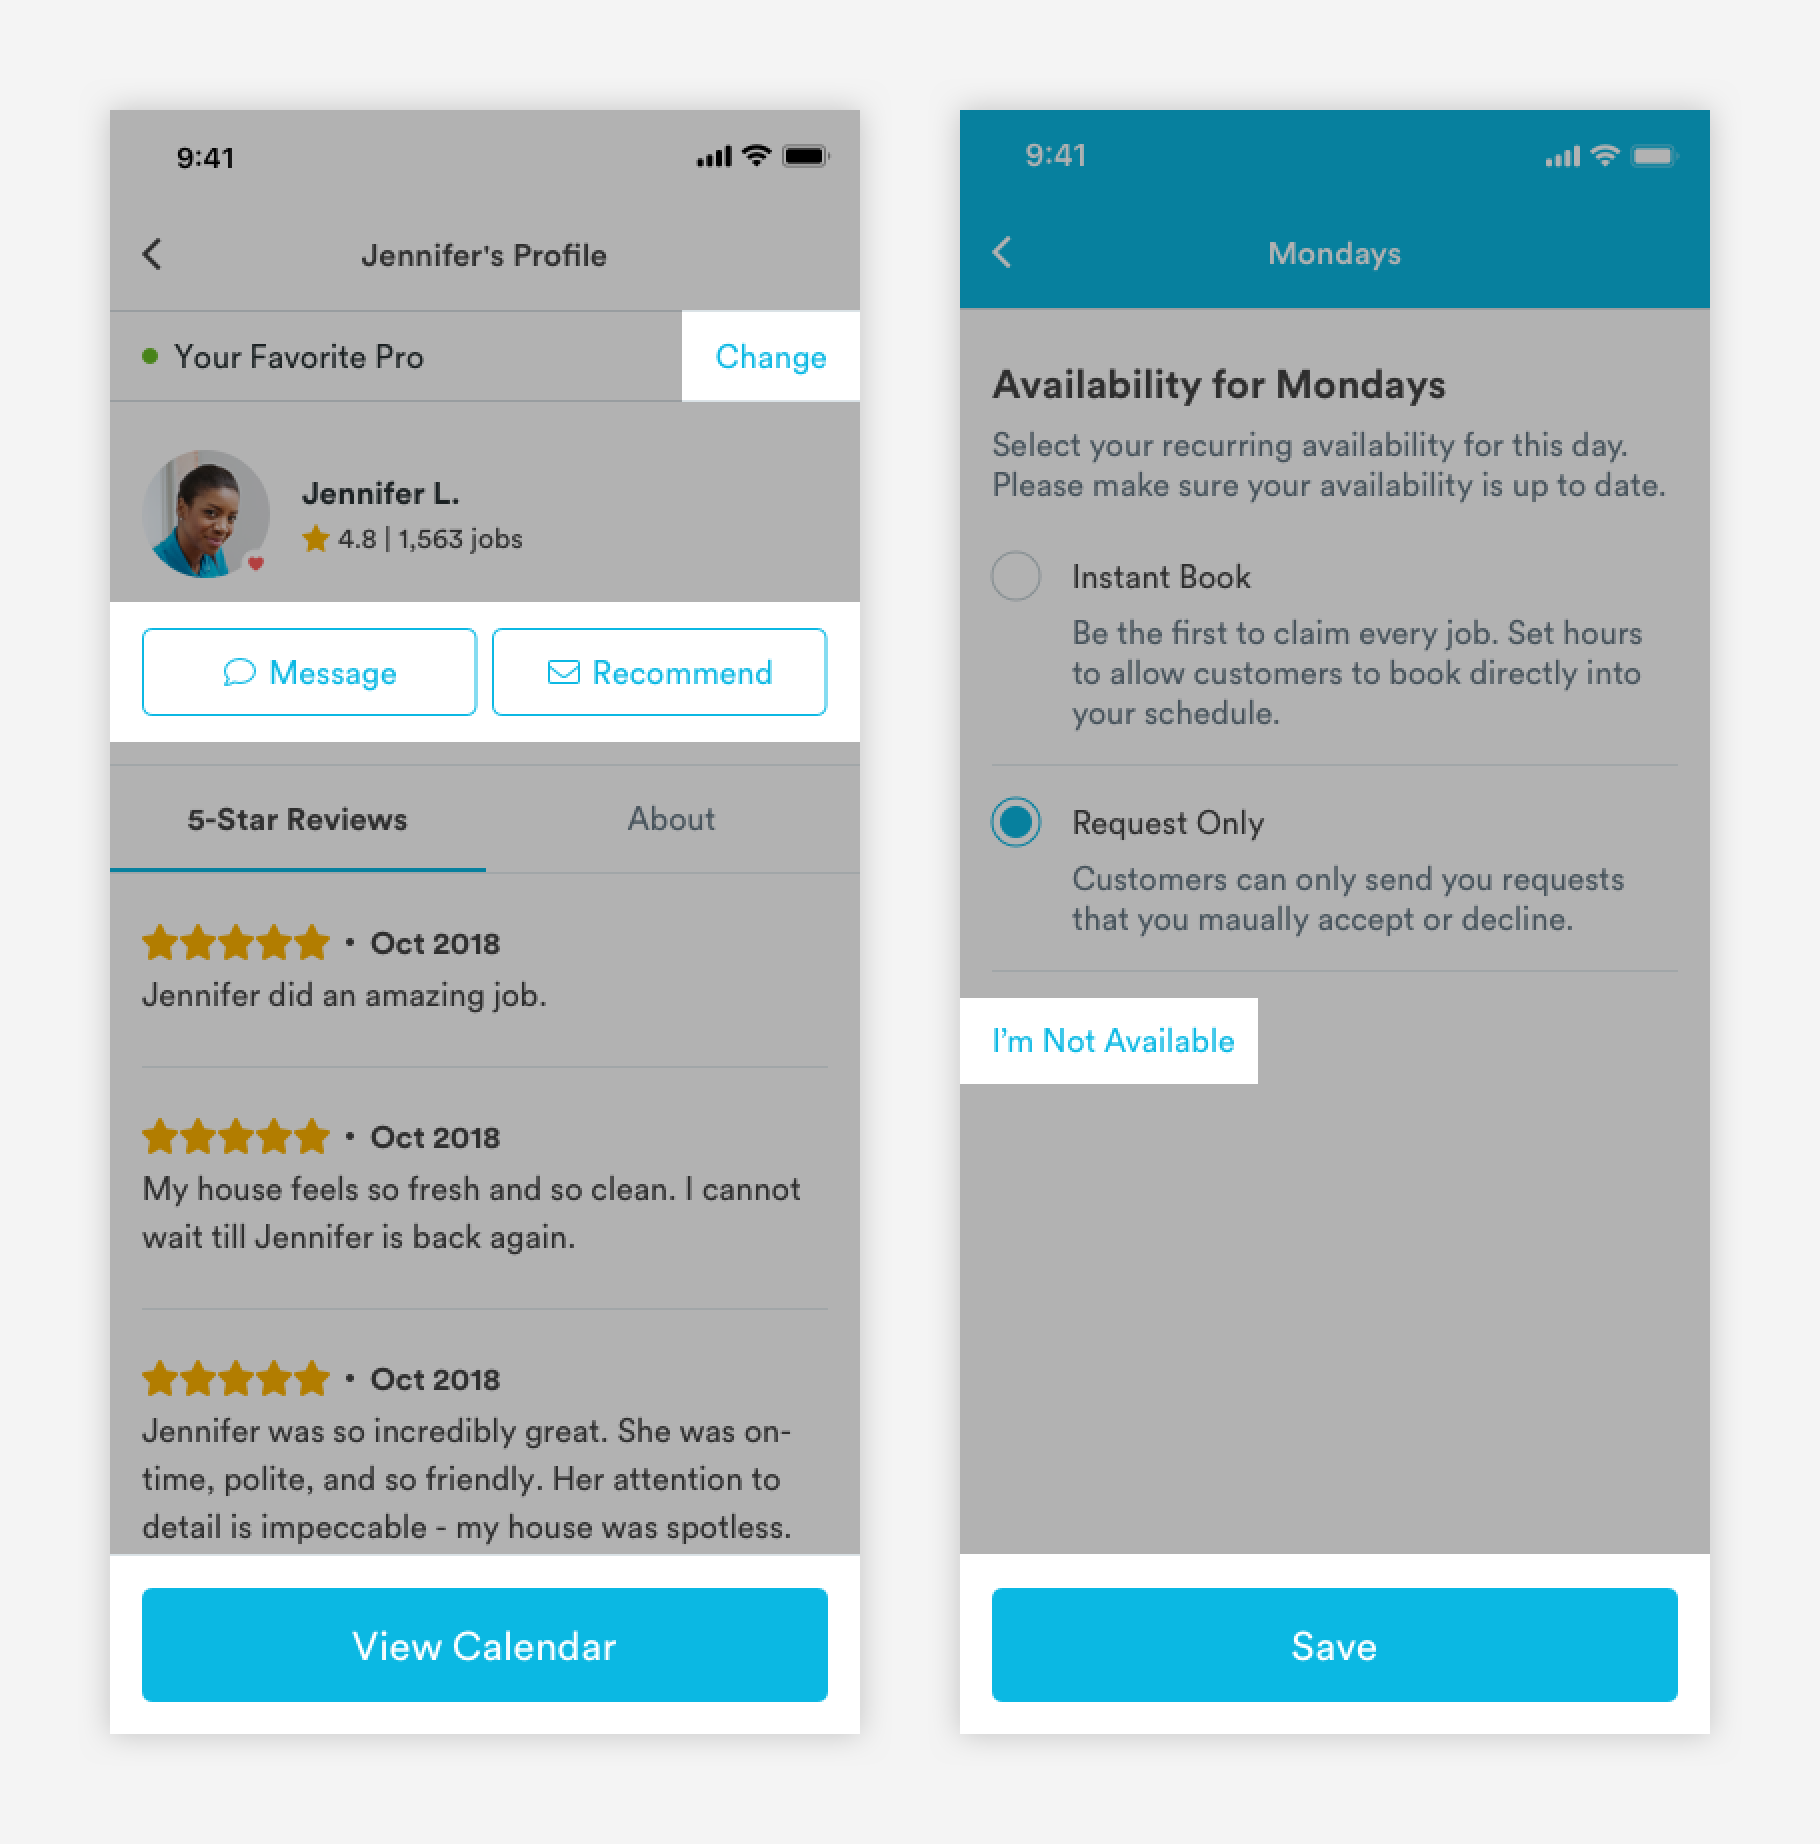 9:41
Jennifer's Profile
Your Favorite Pro
Change
Jennifer L.
4.8 | 1,563 jobs
Message
Recommend
5-Star Reviews
About
• Oct 2018
Jennifer did an amazing job.
• Oct 2018
My house feels so fresh and so clean. I cannot
wait till Jennifer is back again.
• Oct 2018
Jennifer was so incredibly great. She was on-
time, polite, and so friendly. Her attention to
detail is impeccable - my house was spotless.
View Calendar
9:41
Mondays
Availability for Mondays
Select your recurring availability for this day.
Please make sure your availability is up to date.
Instant Book
Be the first to claim every job. Set hours
to allow customers to book directly into
your schedule.
Request Only
Customers can only send you requests
that you maually accept or decline.
I’m Not Available
Save